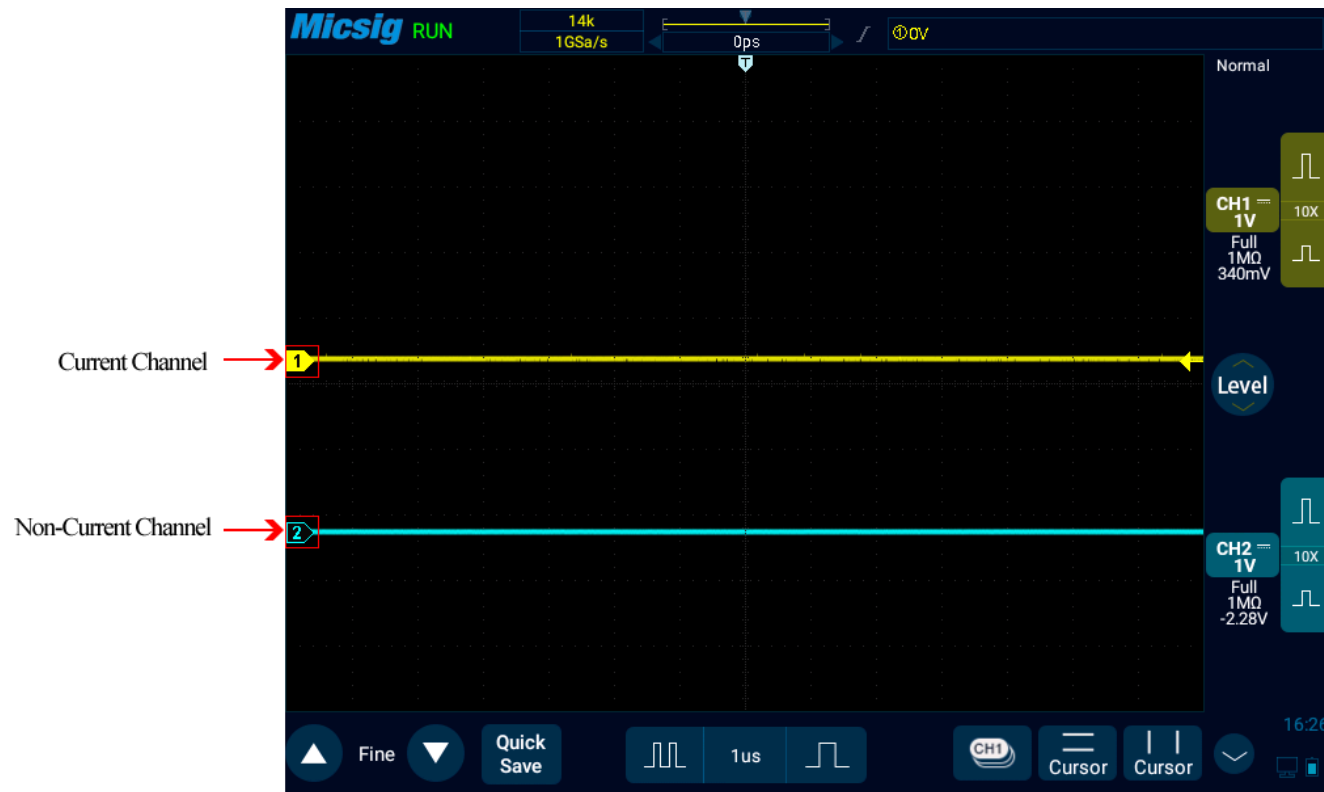 Micsig RUN
14k
1GSa/s
0ps
①0V
T
Normal
CH1
1V
10X
Full
1MΩ
340mV
Current Channel
1
Level
Non-Current Channel
2
CH2
1V
10X
Full
1MΩ
-2.28V
16:26
Fine
Quick
Save
1us
CH1
Cursor
Cursor